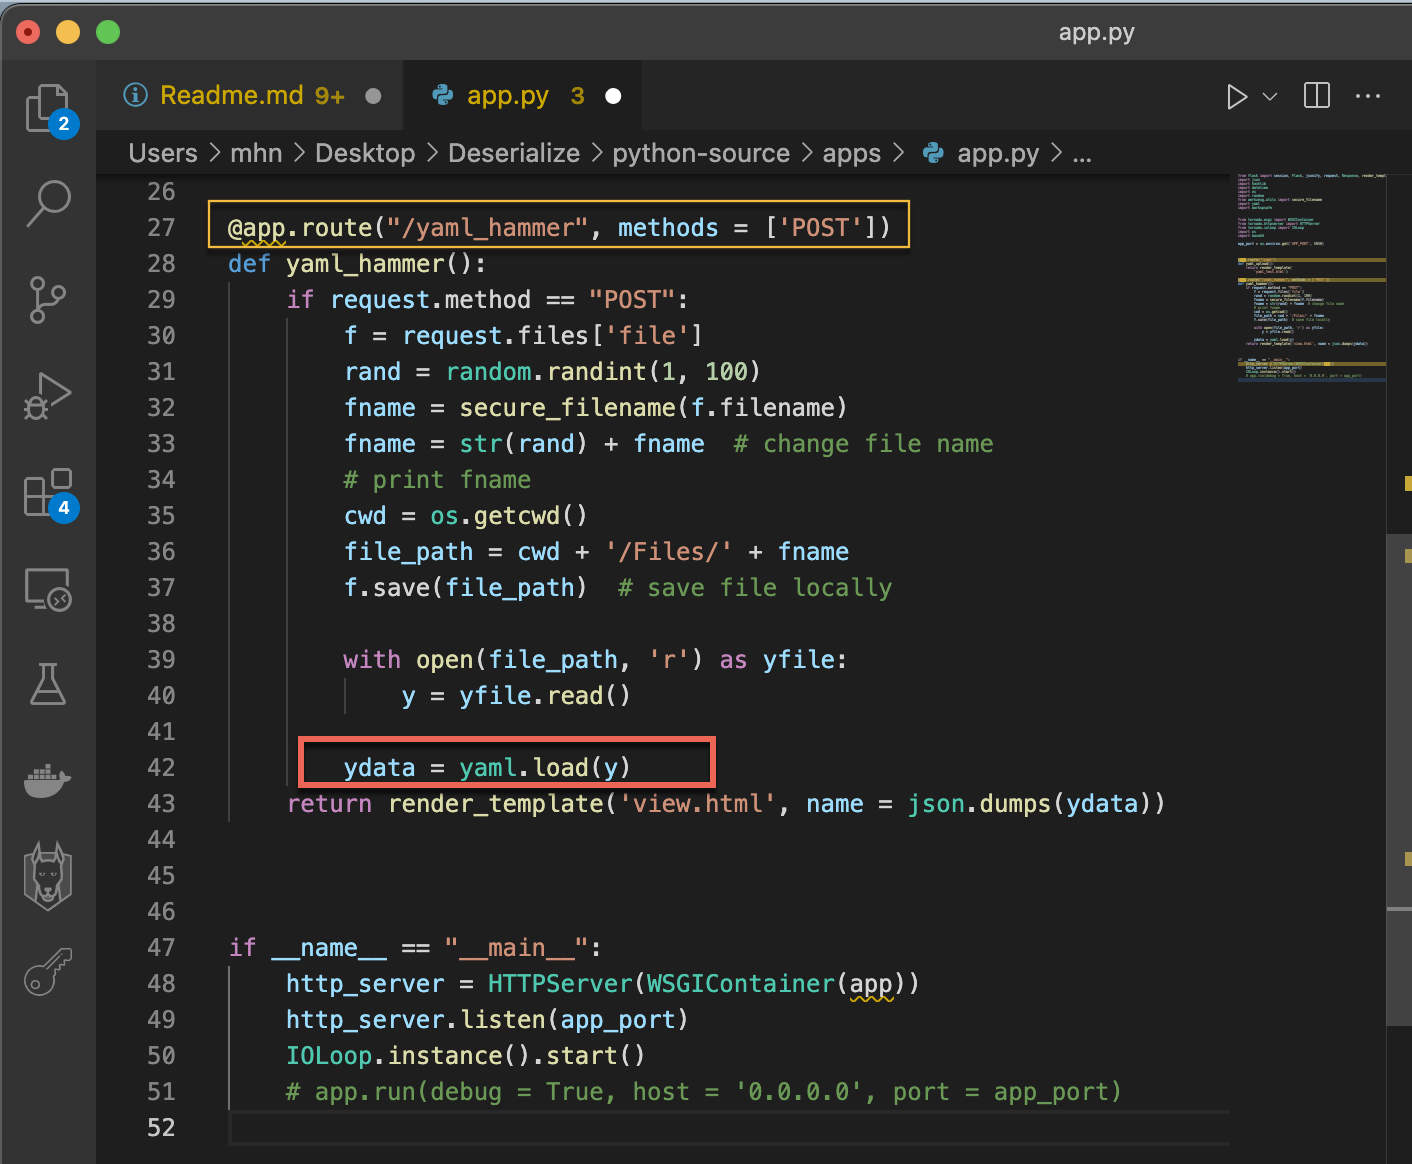 app.py
Readme.md 9+ app.py 3
2
Users > mhn > Desktop > Deserialize > python-source > apps > app.py > ...
26
27 @app.route("/yaml_hammer", methods = ['POST'])
28 def yaml_hammer():
29 if request.method == "POST":
30 f = request.files['file']
31 rand = random.randint(1, 100)
32 fname = secure_filename(f.filename)
33 fname = str(rand) + fname # change file name
34 # print fname
4
35 cwd = os.getcwd()
36 file_path = cwd + '/Files/' + fname
37 f.save(file_path) # save file locally
38
39 with open(file_path, 'r') as yfile:
40 y = yfile.read()
41
42 ydata = yaml.load(y)
43 return render_template('view.html', name = json.dumps(ydata))
44
45
46
47 if __name__ == "__main__":
48 http_server = HTTPServer(WSGIContainer(app))
49 http_server.listen(app_port)
50 IOLoop.instance().start()
51 # app.run(debug = True, host = '0.0.0.0', port = app_port)
52